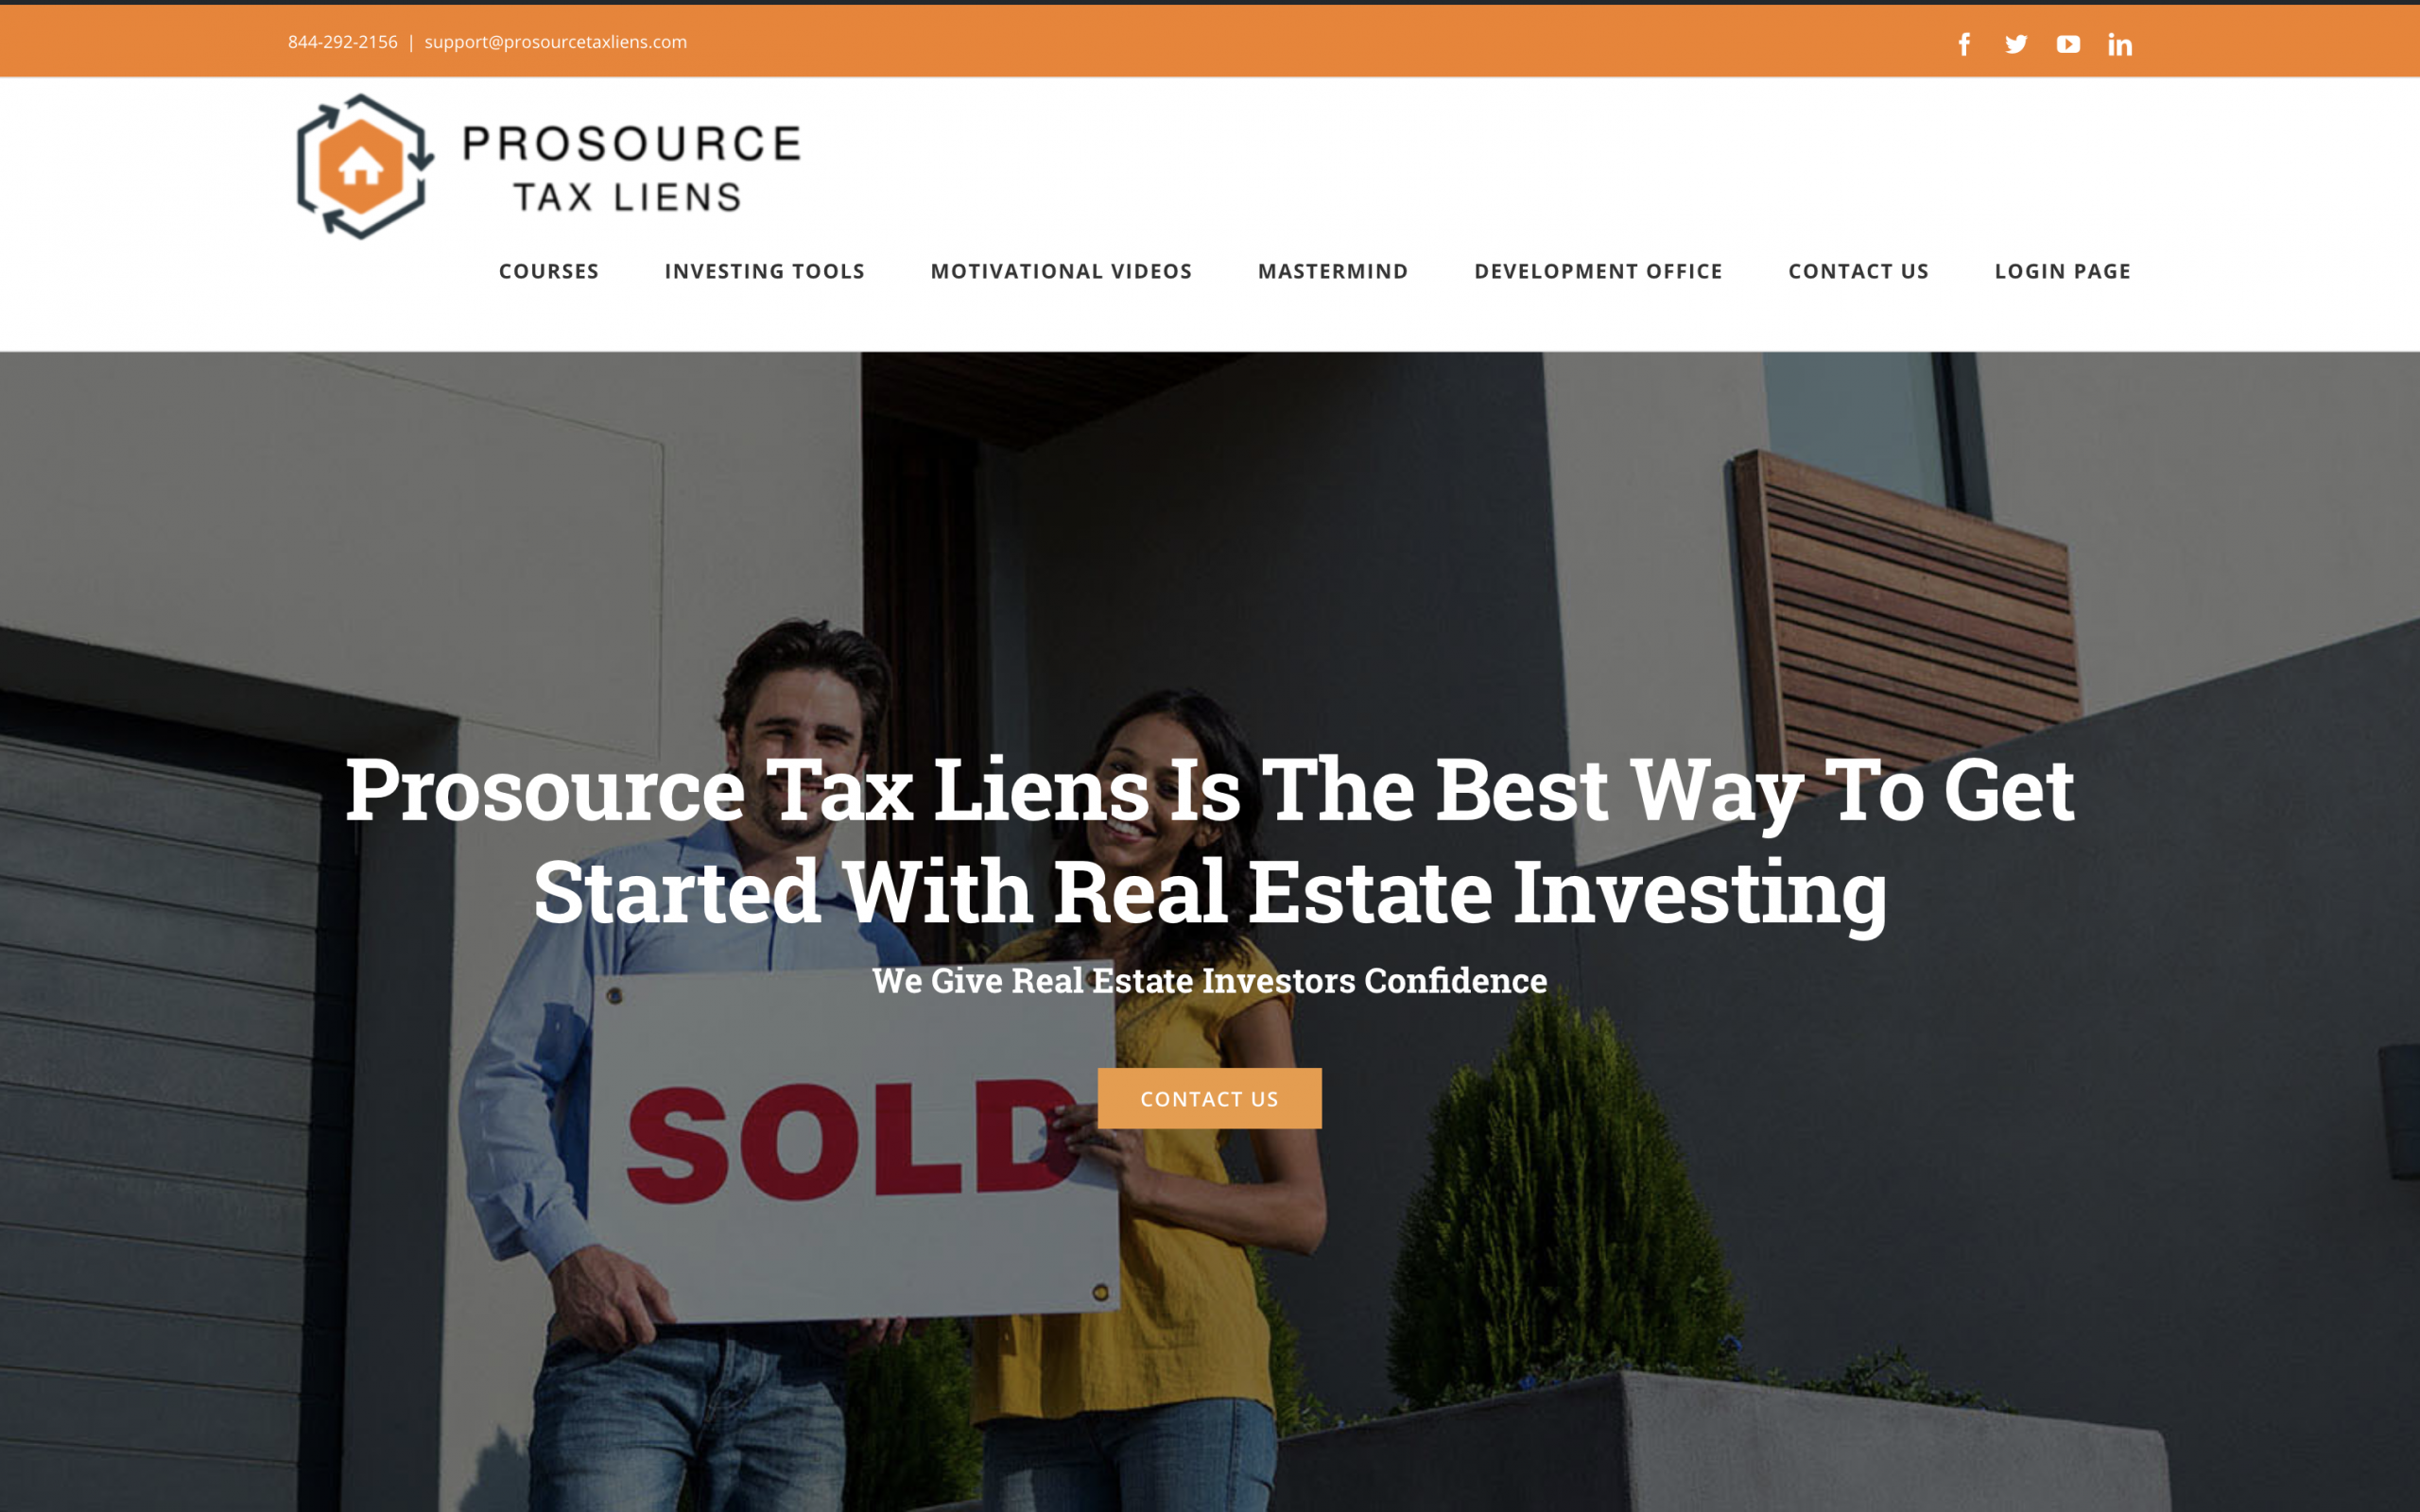 844-292-2156 | support@prosourcetaxliens.com
PROSOURCE
TAX LIENS
COURSES INVESTING TOOLS MOTIVATIONAL VIDEOS MASTERMIND DEVELOPMENT OFFICE CONTACT US LOGIN PAGE
Prosource Tax Liens Is The Best Way To Get
Started With Real Estate Investing
We Give Real Estate Investors Confidence
CONTACT US
SOLD